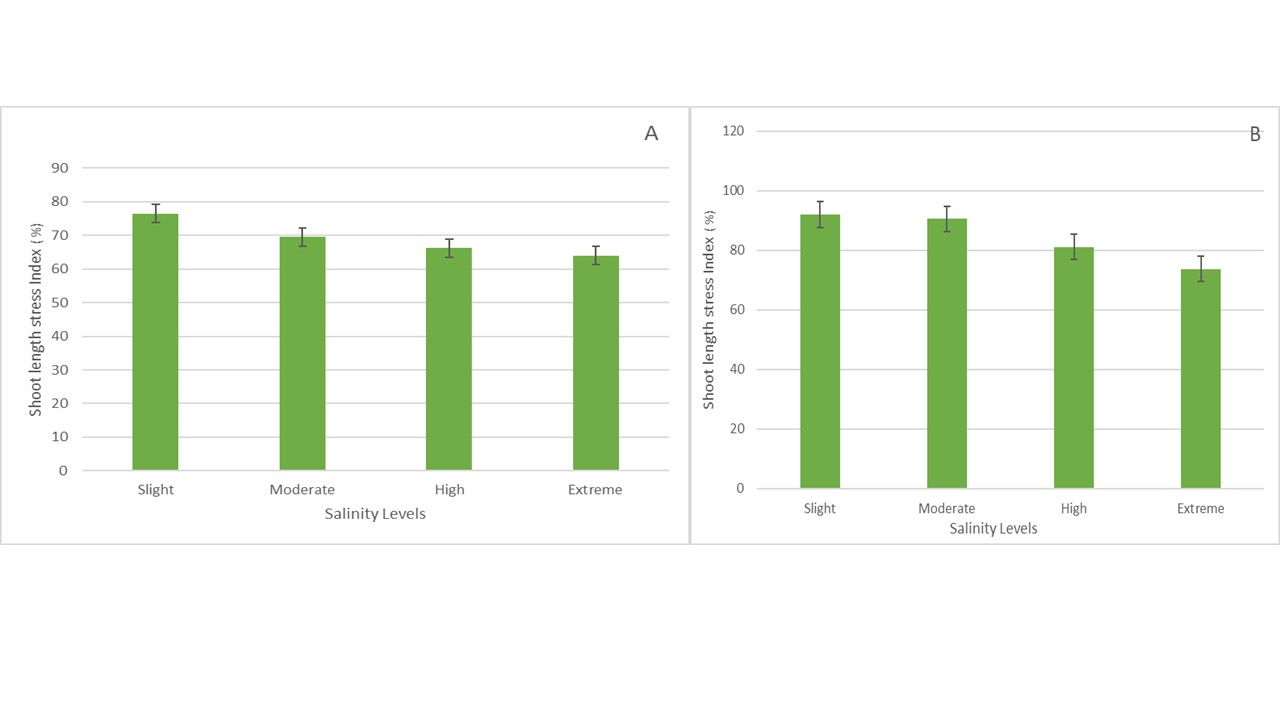 A
90
80
70
60
50
40
30
20
10
0
Shoot length stress Index (%)
Slight Moderate High Extreme
Salinity Levels
B
120
100
80
60
40
20
0
Shoot length stress Index (%)
Slight Moderate High Extreme
Salinity Levels